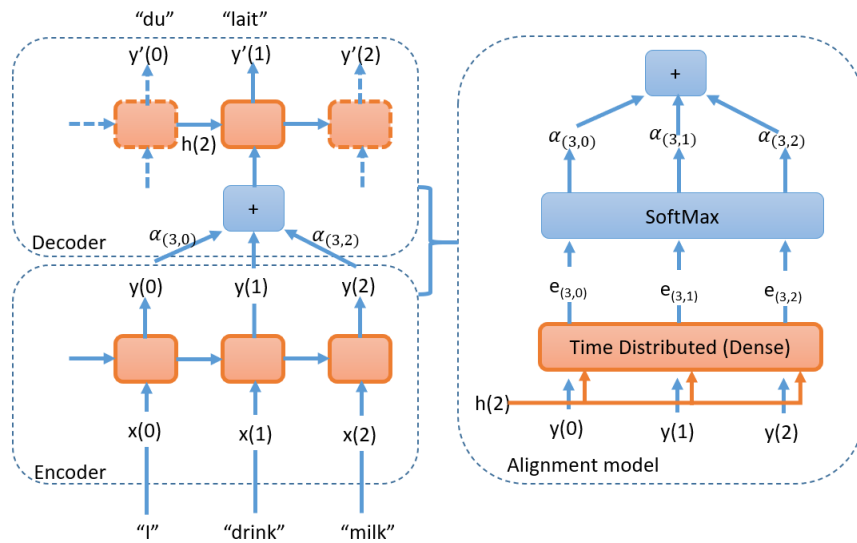 “du” “lait”
y’(0) y’(1) y’(2)
h(2)
+
Decoder
α(3,0) α(3,2)
y(0) y(1) y(2)
x(0) x(1) x(2)
Encoder
“I” “drink” “milk”
+
α(3,0) α(3,1) α(3,2)
SoftMax
e(3,0) e(3,1) e(3,2)
Time Distributed (Dense)
h(2)
y(0) y(1) y(2)
Alignment model